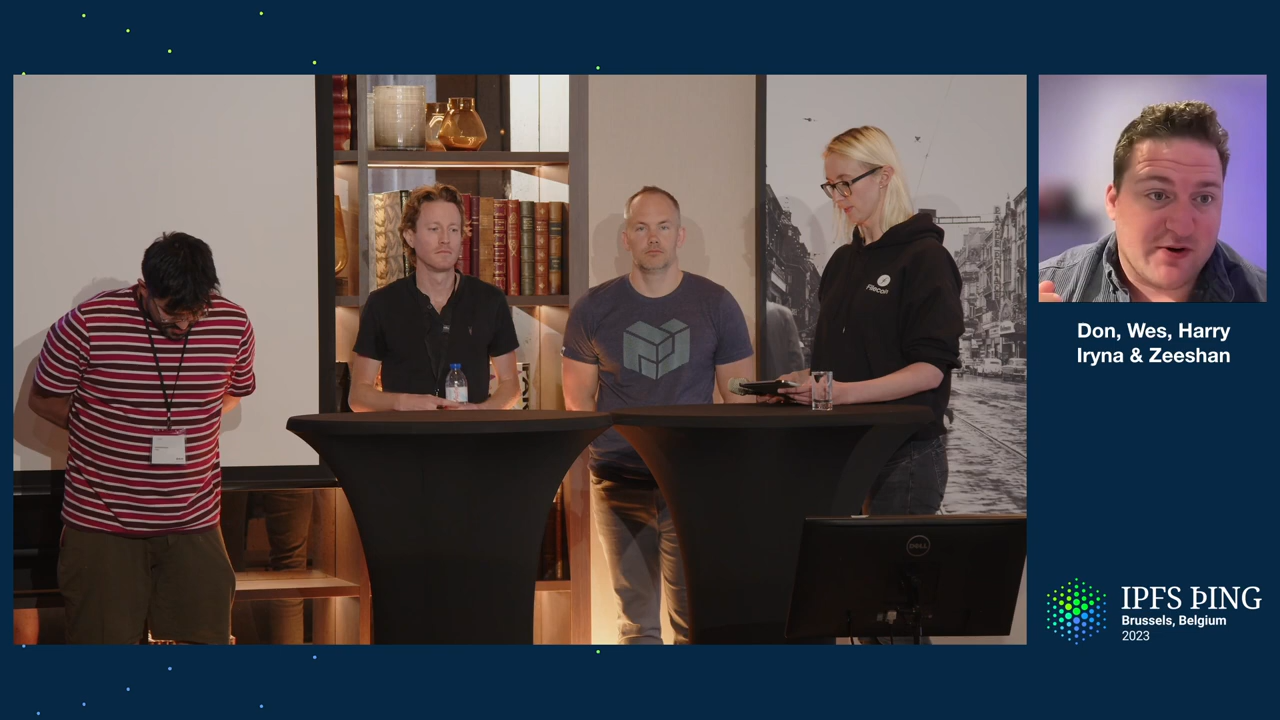 Filecoin
DELL
Don, Wes, Harry
Iryna & Zeeshan
IPFS ÞING
Brussels, Belgium
2023